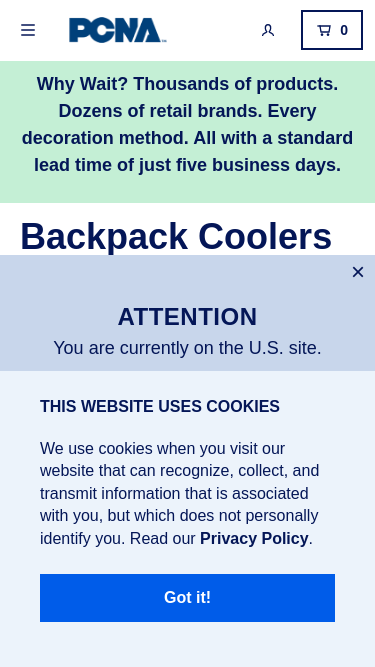 PCNA
0
Why Wait? Thousands of products.
Dozens of retail brands. Every
decoration method. All with a standard
lead time of just five business days.
Backpack Coolers
ATTENTION
You are currently on the U.S. site.
THIS WEBSITE USES COOKIES
We use cookies when you visit our
website that can recognize, collect, and
transmit information that is associated
with you, but which does not personally
identify you. Read our Privacy Policy.
Got it!